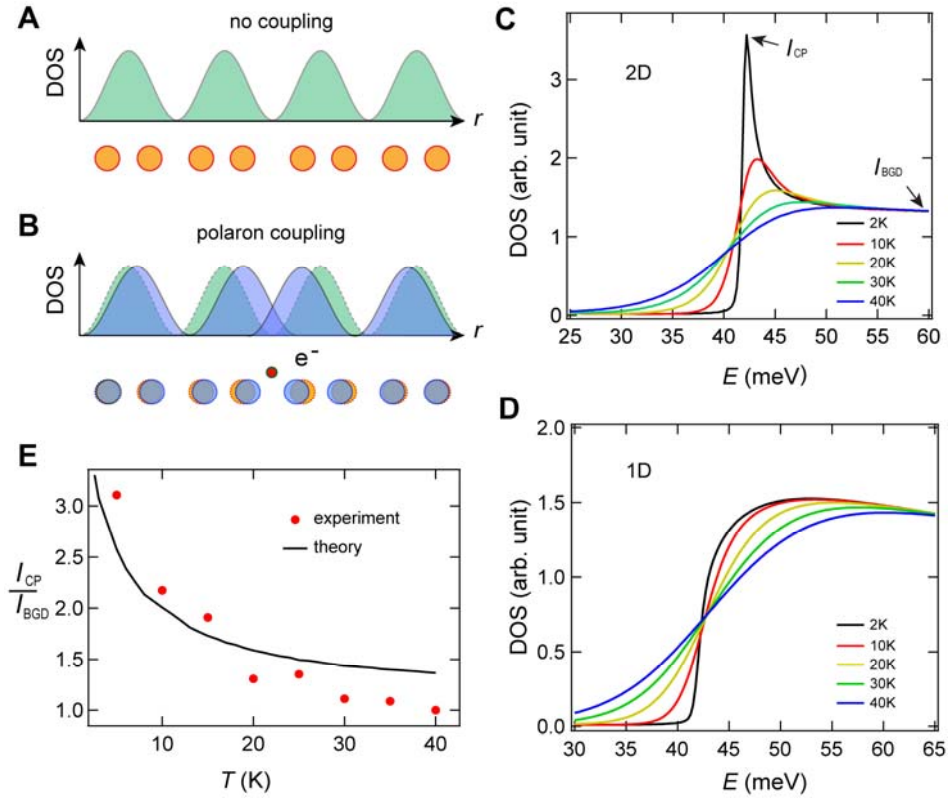 A
no coupling
DOS
r
B
polaron coupling
DOS
r
e-
C
2D
I_CP
I_BGD
DOS (arb. unit)
3
2
1
0
2K
10K
20K
30K
40K
25 30 35 40 45 50 55 60
E (meV)
D
1D
DOS (arb. unit)
2.0
1.5
1.0
0.5
0.0
2K
10K
20K
30K
40K
30 35 40 45 50 55 60 65
E (meV)
E
I_CP
I_BGD
3.0
2.5
2.0
1.5
1.0
experiment
theory
10 20 30 40
T (K)